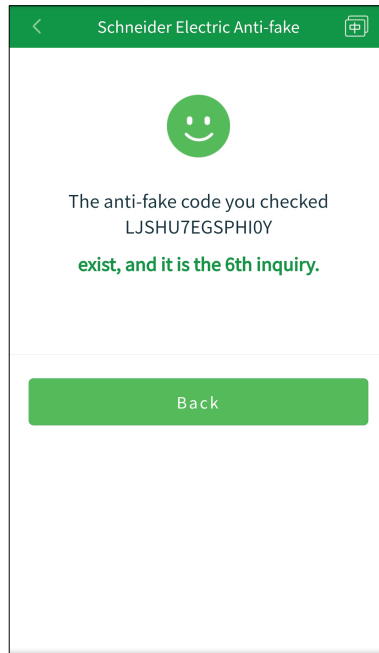 Schneider Electric Anti-fake
中
The anti-fake code you checked
LJSHU7EGSPHI0Y
exist, and it is the 6th inquiry.
Back